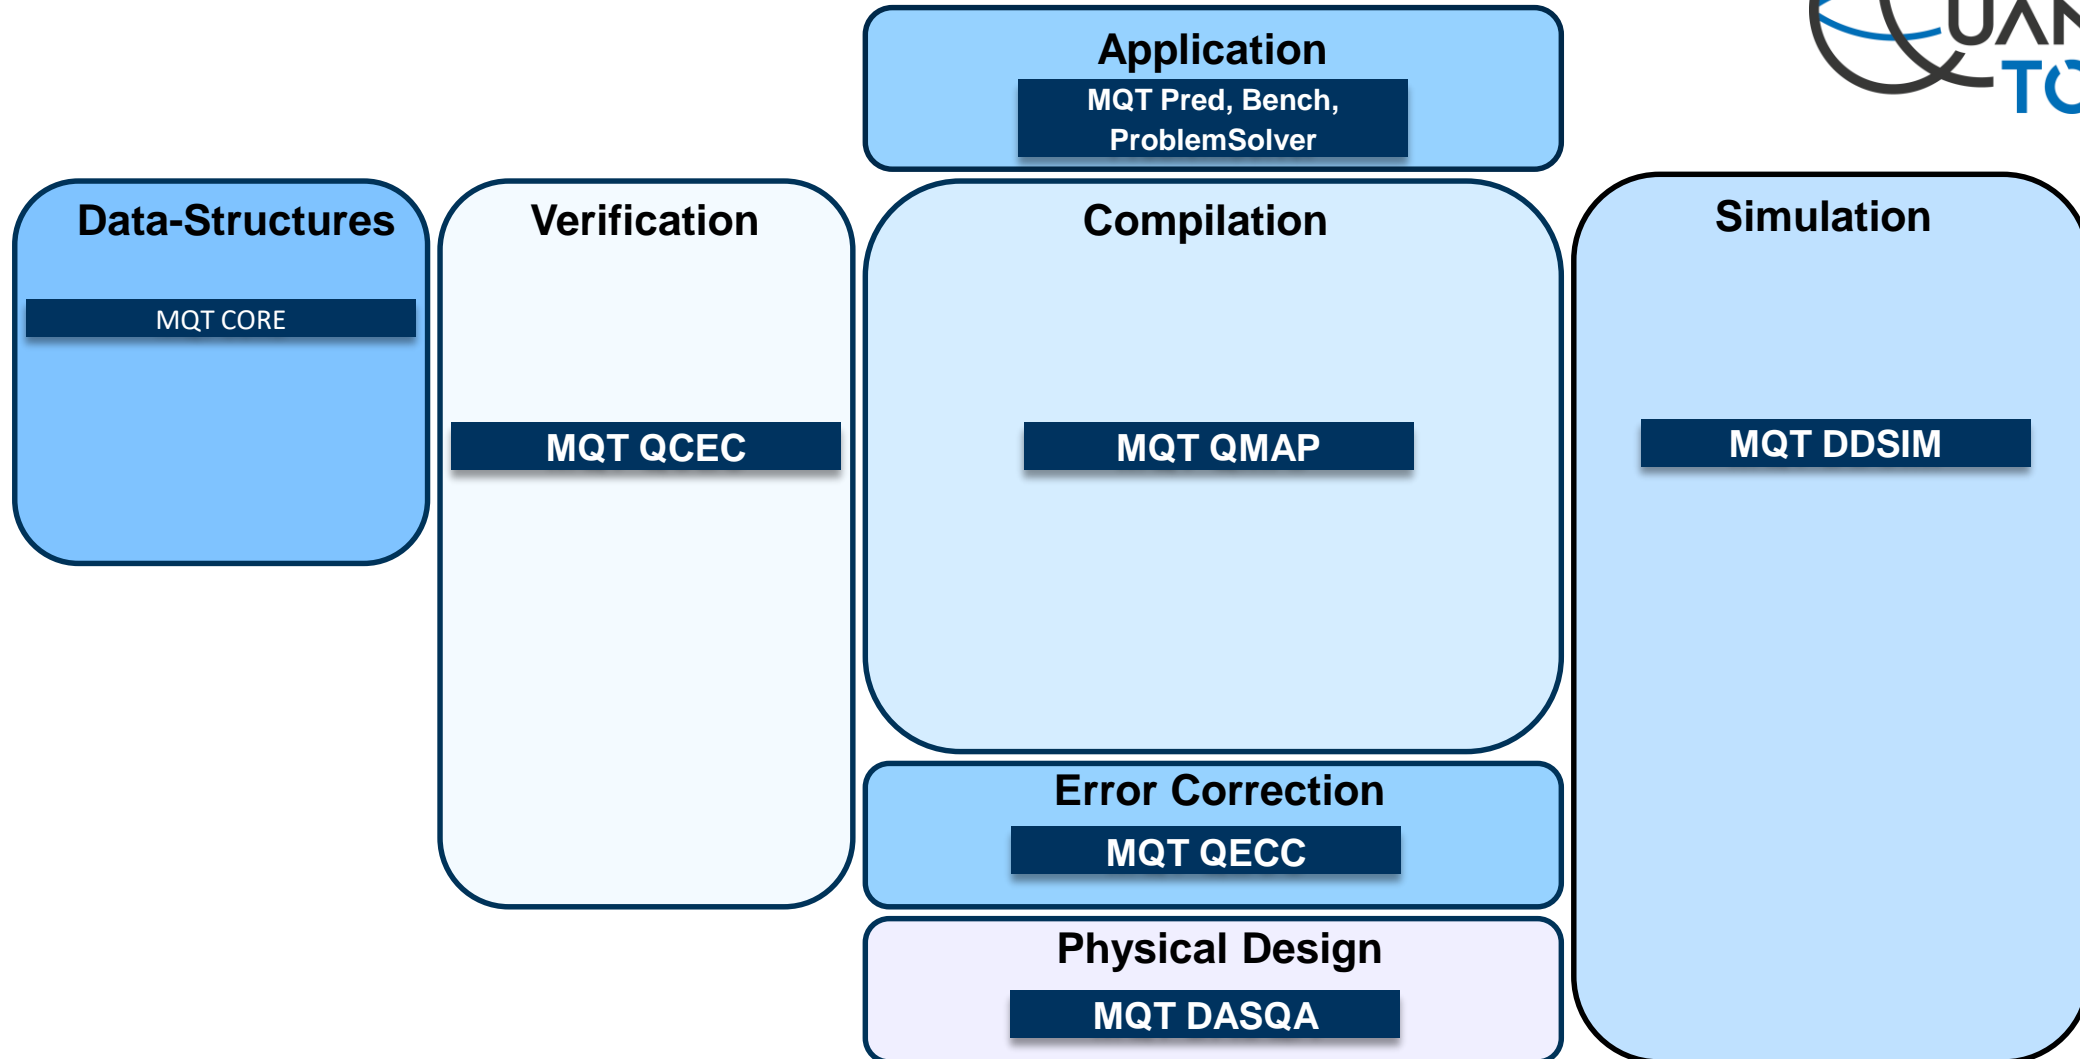 Application
MQT Pred, Bench,
ProblemSolver
Data-Structures
MQT CORE
Verification
MQT QCEC
Compilation
MQT QMAP
Simulation
MQT DDSIM
Error Correction
MQT QECC
Physical Design
MQT DASQA